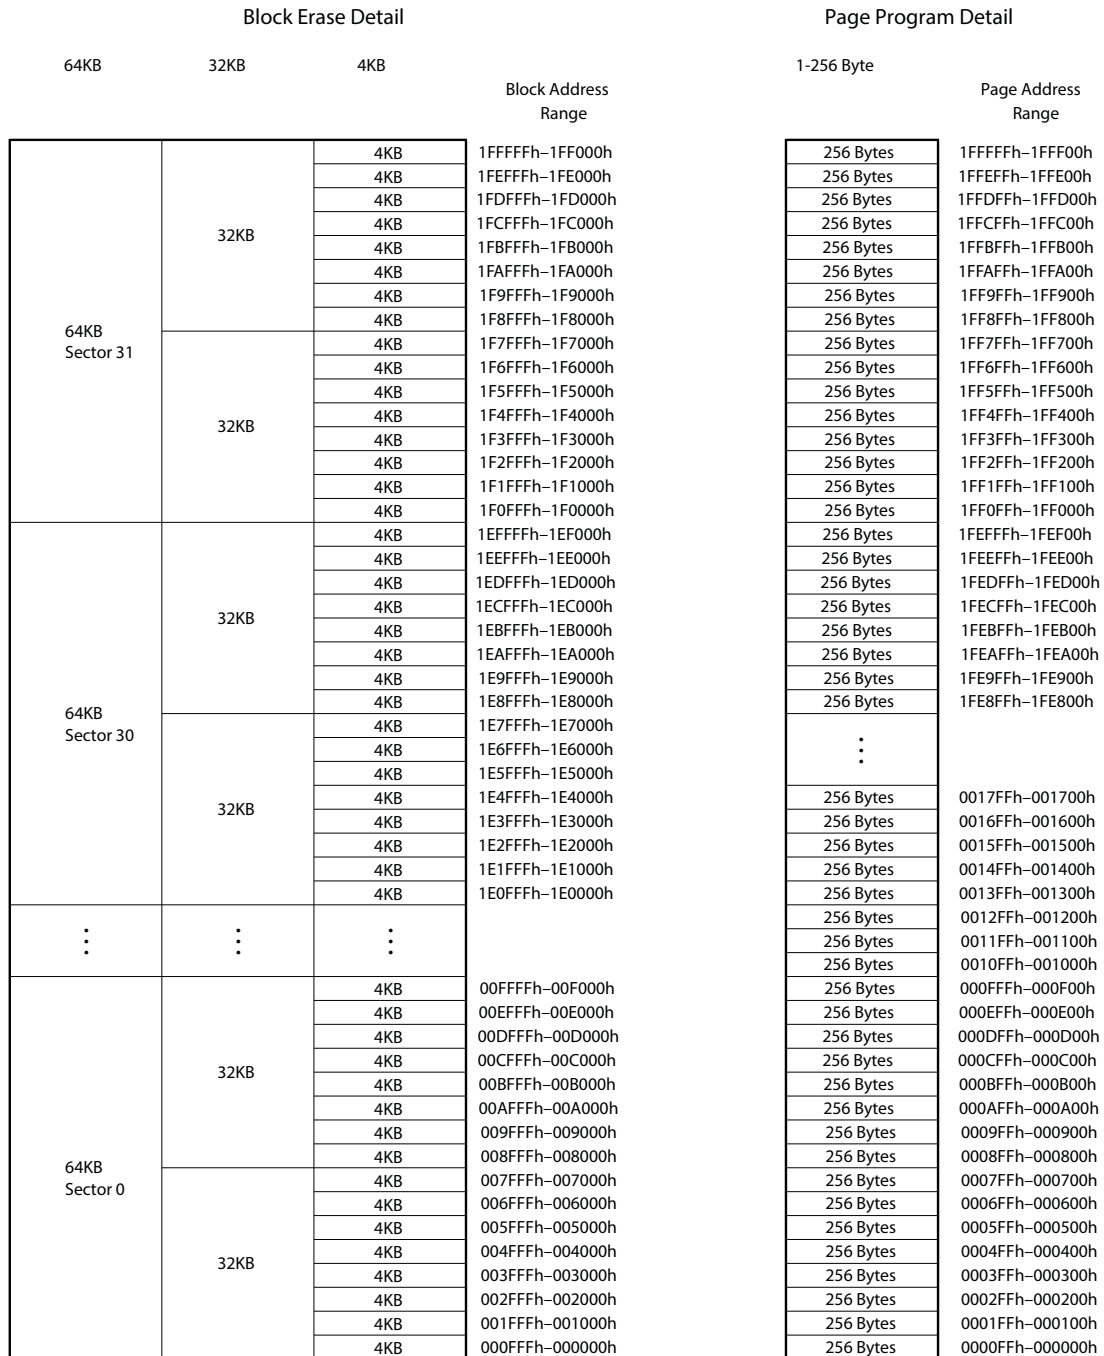 Block Erase Detail Page Program Detail
64KB 32KB 4KB 1-256 Byte
Block Address Page Address
Range Range
4KB 1FFFFFh–1FF000h 256 Bytes 1FFFFFh–1FFF00h
4KB 1FEFFFh–1FE000h 256 Bytes 1FFEFFh–1FFE00h
4KB 1FDFFFh–1FD000h 256 Bytes 1FFDFFh–1FFD00h
4KB 1FCFFFh–1FC000h 256 Bytes 1FFCFFh–1FFC00h
32KB
4KB 1FBFFFh–1FB000h 256 Bytes 1FFBFFh–1FFB00h
4KB 1FAFFFh–1FA000h 256 Bytes 1FFAFFh–1FFA00h
4KB 1F9FFFh–1F9000h 256 Bytes 1FF9FFh–1FF900h
4KB 1F8FFFh–1F8000h 256 Bytes 1FF8FFh–1FF800h
64KB
4KB 1F7FFFh–1F7000h 256 Bytes 1FF7FFh–1FF700h
Sector 31
4KB 1F6FFFh–1F6000h 256 Bytes 1FF6FFh–1FF600h
4KB 1F5FFFh–1F5000h 256 Bytes 1FF5FFh–1FF500h
4KB 1F4FFFh–1F4000h 256 Bytes 1FF4FFh–1FF400h
32KB
4KB 1F3FFFh–1F3000h 256 Bytes 1FF3FFh–1FF300h
4KB 1F2FFFh–1F2000h 256 Bytes 1FF2FFh–1FF200h
4KB 1F1FFFh–1F1000h 256 Bytes 1FF1FFh–1FF100h
4KB 1F0FFFh–1F0000h 256 Bytes 1FF0FFh–1FF000h
4KB 1EFFFFh–1EF000h 256 Bytes 1FEFFFh–1FEF00h
4KB 1EEFFFh–1EE000h 256 Bytes 1FEEFFh–1FEE00h
4KB 1EDFFFh–1ED000h 256 Bytes 1FEDFFh–1FED00h
4KB 1ECFFFh–1EC000h 256 Bytes 1FECFFh–1FEC00h
32KB
4KB 1EBFFFh–1EB000h 256 Bytes 1FEBFFh–1FEB00h
4KB 1EAFFFh–1EA000h 256 Bytes 1FEAFFh–1FEA00h
4KB 1E9FFFh–1E9000h 256 Bytes 1FE9FFh–1FE900h
4KB 1E8FFFh–1E8000h 256 Bytes 1FE8FFh–1FE800h
64KB
4KB 1E7FFFh–1E7000h
Sector 30
4KB 1E6FFFh–1E6000h
4KB 1E5FFFh–1E5000h
4KB 1E4FFFh–1E4000h 256 Bytes 0017FFh–001700h
32KB
4KB 1E3FFFh–1E3000h 256 Bytes 0016FFh–001600h
4KB 1E2FFFh–1E2000h 256 Bytes 0015FFh–001500h
4KB 1E1FFFh–1E1000h 256 Bytes 0014FFh–001400h
4KB 1E0FFFh–1E0000h 256 Bytes 0013FFh–001300h
256 Bytes 0012FFh–001200h
256 Bytes 0011FFh–001100h
256 Bytes 0010FFh–001000h
4KB 00FFFFh–00F000h 256 Bytes 000FFFh–000F00h
4KB 00EFFFh–00E000h 256 Bytes 000EFFh–000E00h
4KB 00DFFFh–00D000h 256 Bytes 000DFFh–000D00h
4KB 00CFFFh–00C000h 256 Bytes 000CFFh–000C00h
32KB
4KB 00BFFFh–00B000h 256 Bytes 000BFFh–000B00h
4KB 00AFFFh–00A000h 256 Bytes 000AFFh–000A00h
4KB 009FFFh–009000h 256 Bytes 0009FFh–000900h
4KB 008FFFh–008000h 256 Bytes 0008FFh–000800h
64KB
4KB 007FFFh–007000h 256 Bytes 0007FFh–000700h
Sector 0
4KB 006FFFh–006000h 256 Bytes 0006FFh–000600h
4KB 005FFFh–005000h 256 Bytes 0005FFh–000500h
4KB 004FFFh–004000h 256 Bytes 0004FFh–000400h
32KB
4KB 003FFFh–003000h 256 Bytes 0003FFh–000300h
4KB 002FFFh–002000h 256 Bytes 0002FFh–000200h
4KB 001FFFh–001000h 256 Bytes 0001FFh–000100h
4KB 000FFFh–000000h 256 Bytes 0000FFh–000000h